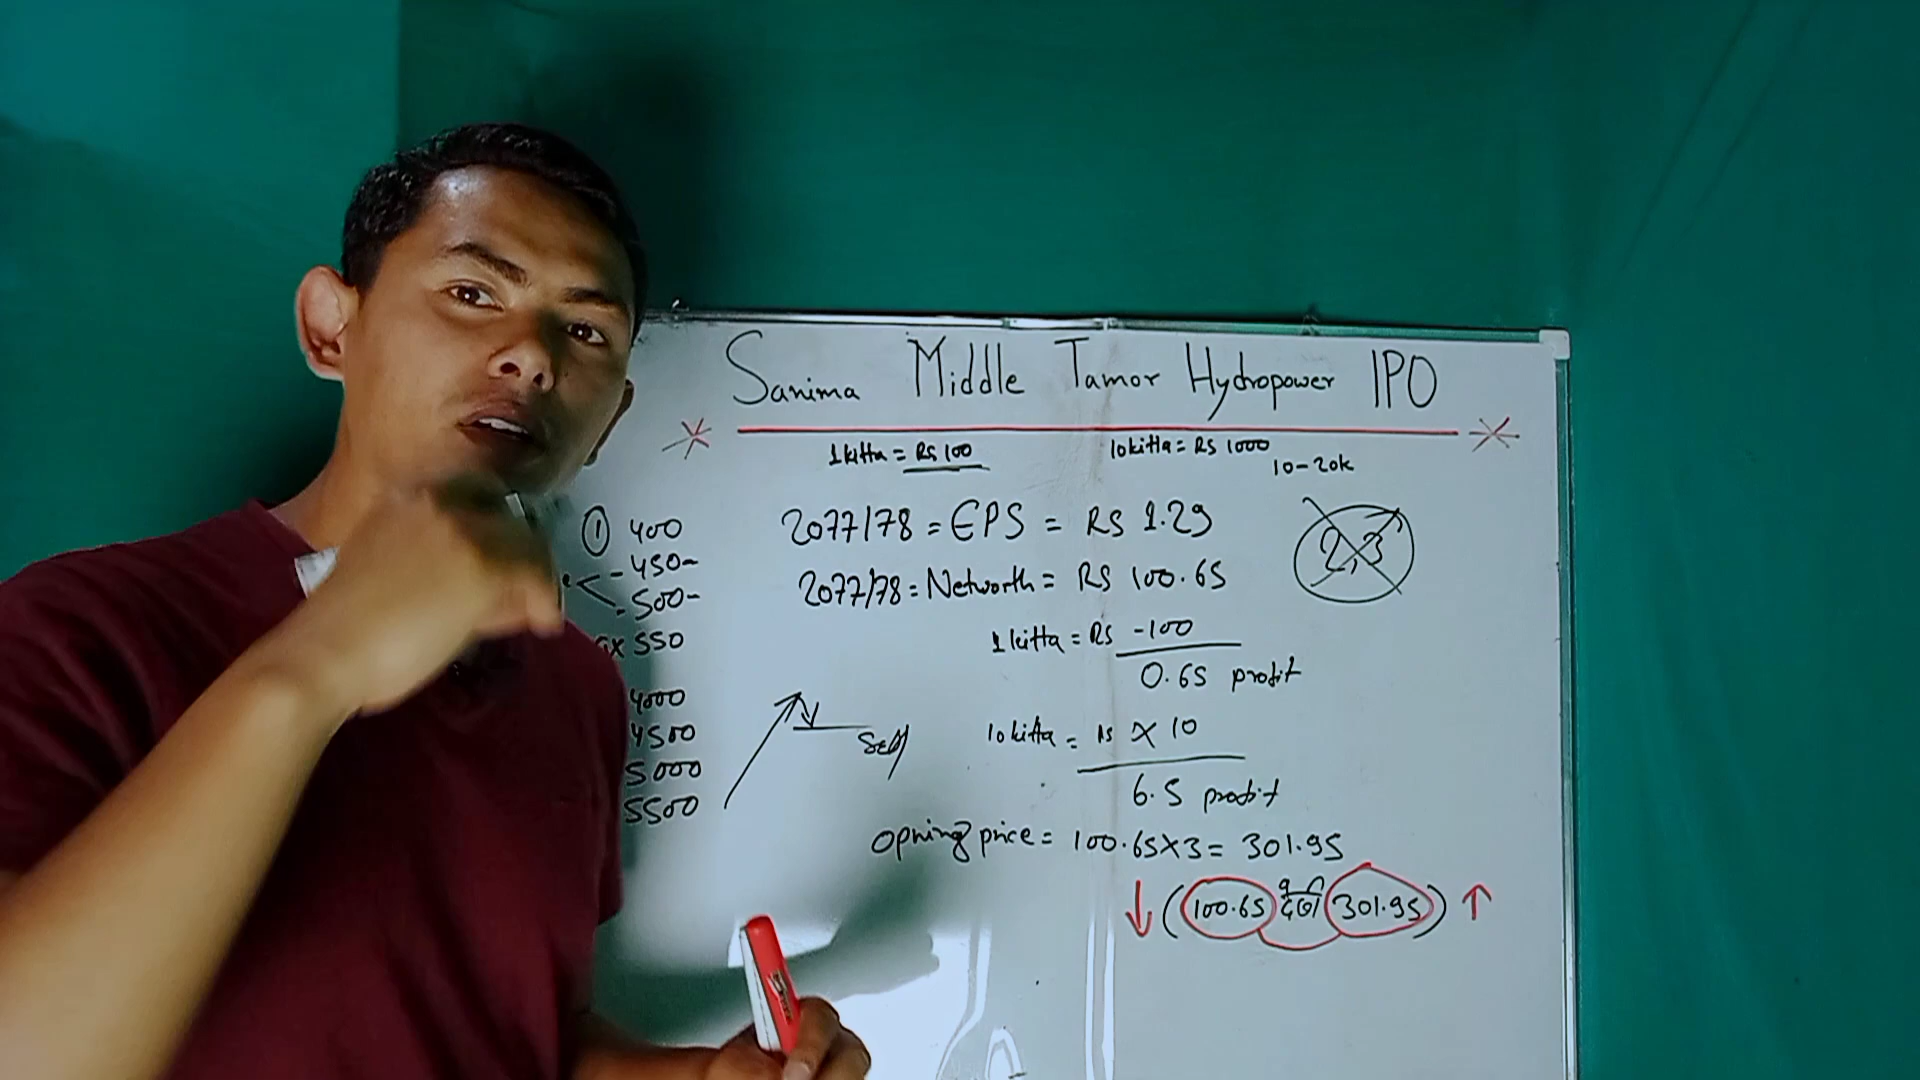 Sanima Middle Tamor Hydropower IPO
1 kitta = Rs 100
10 kitta = Rs 1000
10-20k
① 400
-450-
500-
x 550
4000
4500
5000
5500
Sell
2077/78 = EPS = RS 1.29
2,3
2077/78 = Networth = RS 100.65
1 kitta = Rs -100
0.65 profit
10 kitta = Rs × 10
6.5 profit
Opning price = 100.65×3 = 301.95
↓ (100.65 देखी 301.95) ↑